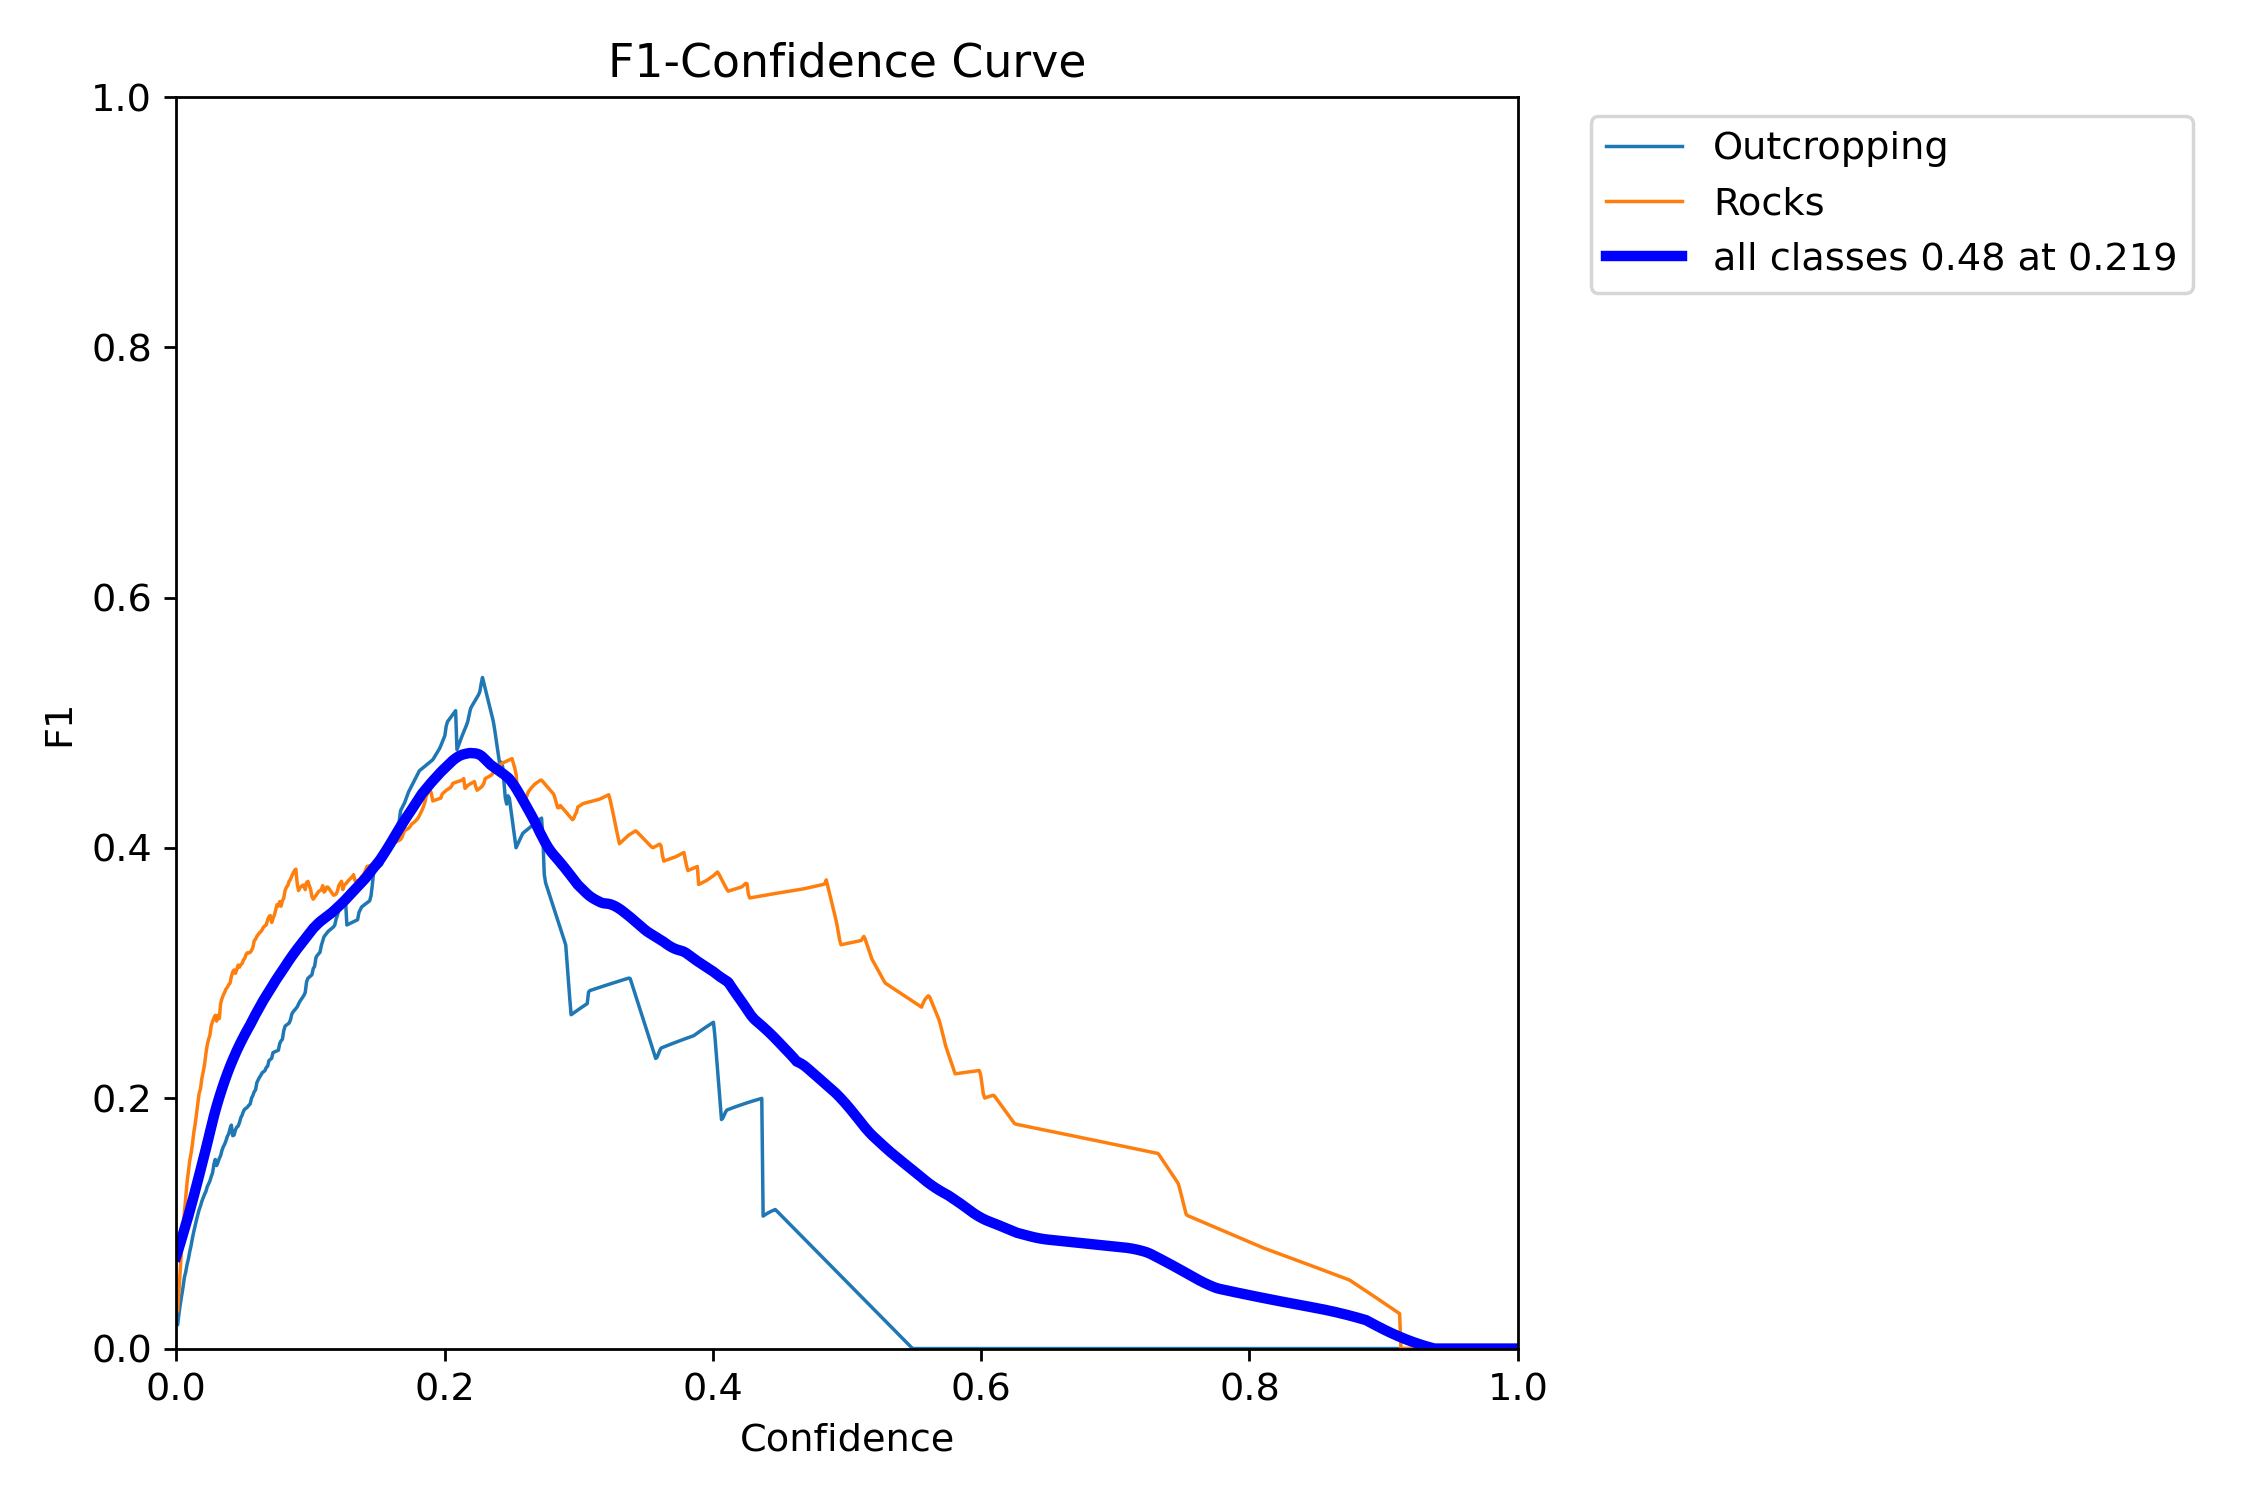 F1-Confidence Curve
1.0
0.8
0.6
0.4
0.2
0.0
F1
0.0 0.2 0.4 0.6 0.8 1.0
Confidence
Outcropping
Rocks
all classes 0.48 at 0.219